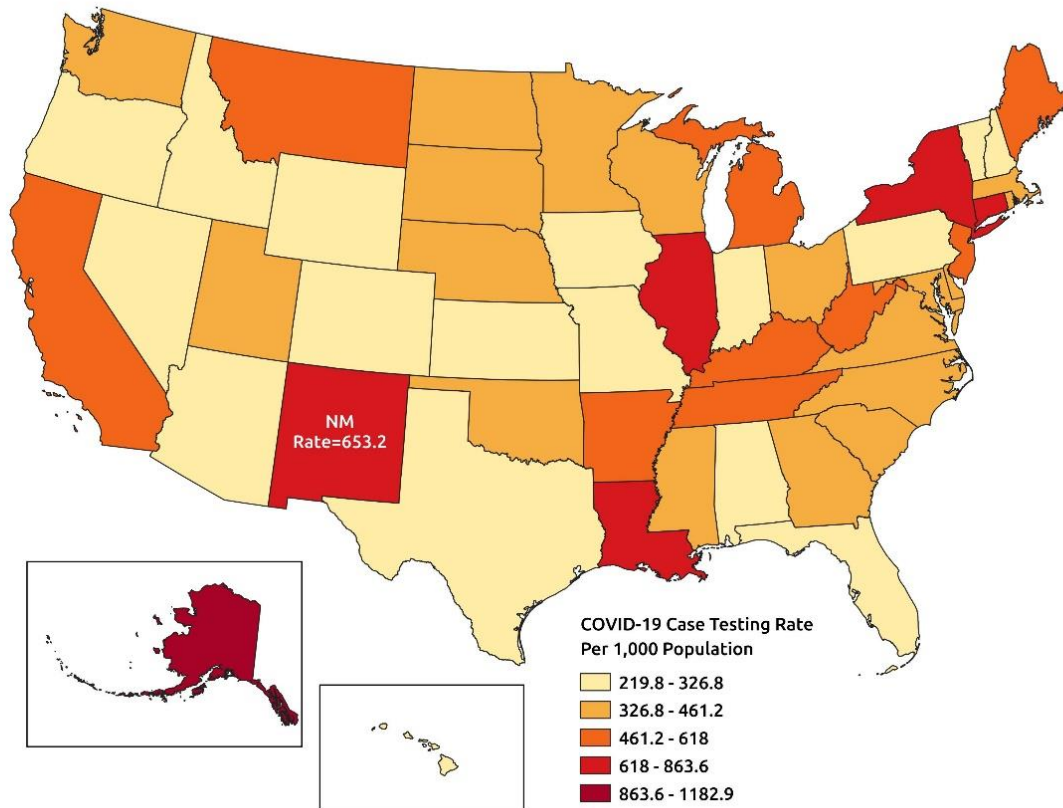 NM
Rate=653.2
COVID-19 Case Testing Rate
Per 1,000 Population
219.8 - 326.8
326.8 - 461.2
461.2 - 618
618 - 863.6
863.6 - 1182.9